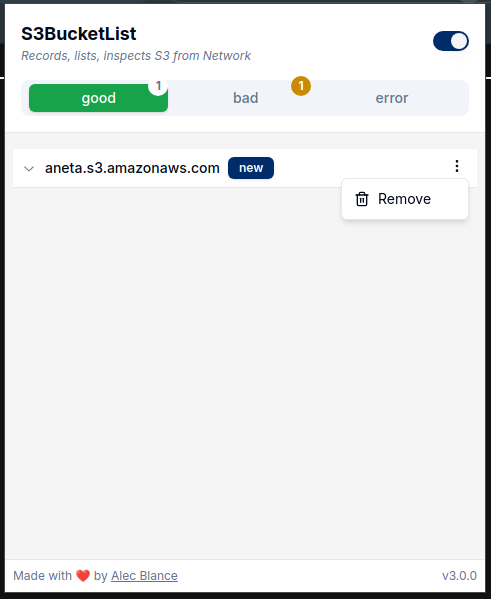 S3BucketList
Records, lists, inspects S3 from Network
good 1 bad 1 error
aneta.s3.amazonaws.com new
Remove
Made with ❤️ by Alec Blance v3.0.0